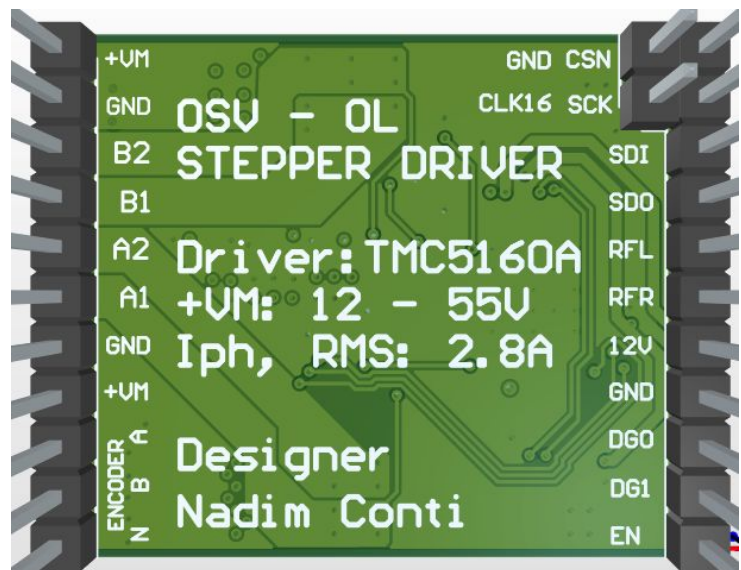 +VM
GND
B2
B1
A2
A1
GND
+VM
ENCODER
A
B
N
OSV - OL
STEPPER DRIVER
Driver:TMC5160A
+VM: 12 - 55V
Iph, RMS: 2.8A
Designer
Nadim Conti
GND CSN
CLK16 SCK
SDI
SDO
RFL
RFR
12V
GND
DG0
DG1
EN